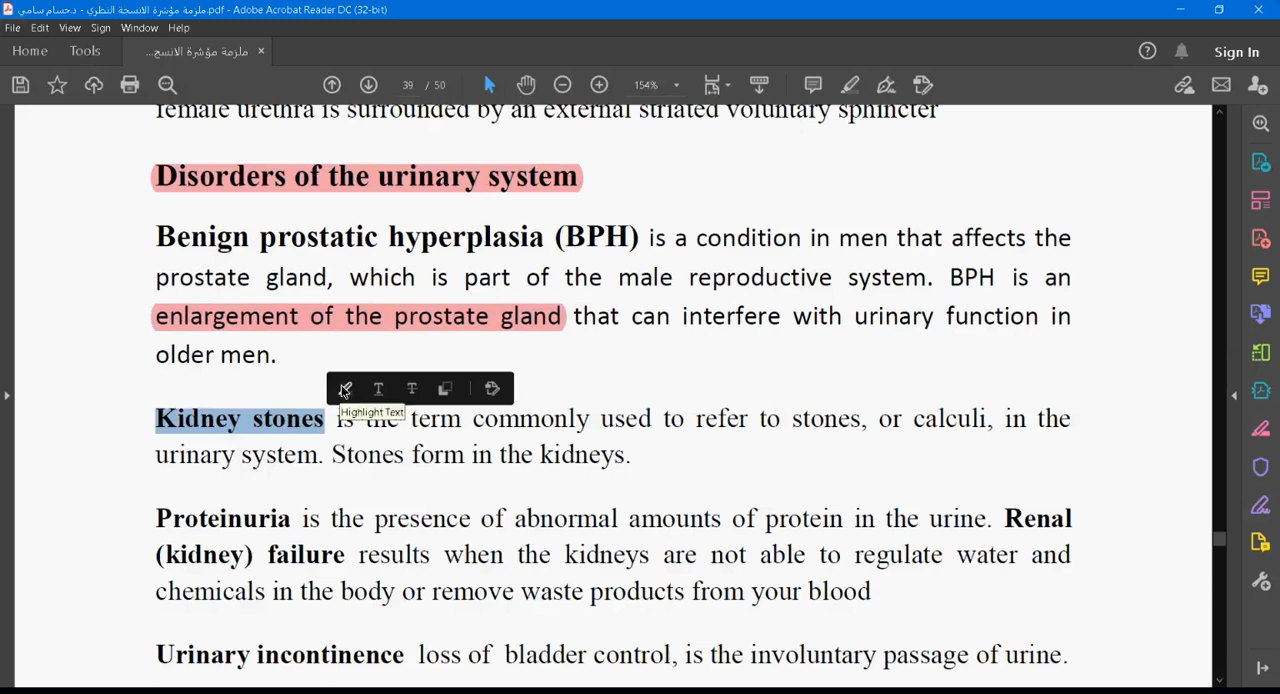 ملزمة مؤشرة الانسجة النظري - د.حسام سامي.pdf - Adobe Acrobat Reader DC (32-bit)
File Edit View Sign Window Help
Home Tools ملزمة مؤشرة الانسج... × Sign In
39 / 50 154%
female urethra is surrounded by an external striated voluntary sphincter
Disorders of the urinary system
Benign prostatic hyperplasia (BPH) is a condition in men that affects the
prostate gland, which is part of the male reproductive system. BPH is an
enlargement of the prostate gland that can interfere with urinary function in
older men.
Highlight Text
Kidney stones is the term commonly used to refer to stones, or calculi, in the
urinary system. Stones form in the kidneys.
Proteinuria is the presence of abnormal amounts of protein in the urine. Renal
(kidney) failure results when the kidneys are not able to regulate water and
chemicals in the body or remove waste products from your blood
Urinary incontinence loss of bladder control, is the involuntary passage of urine.